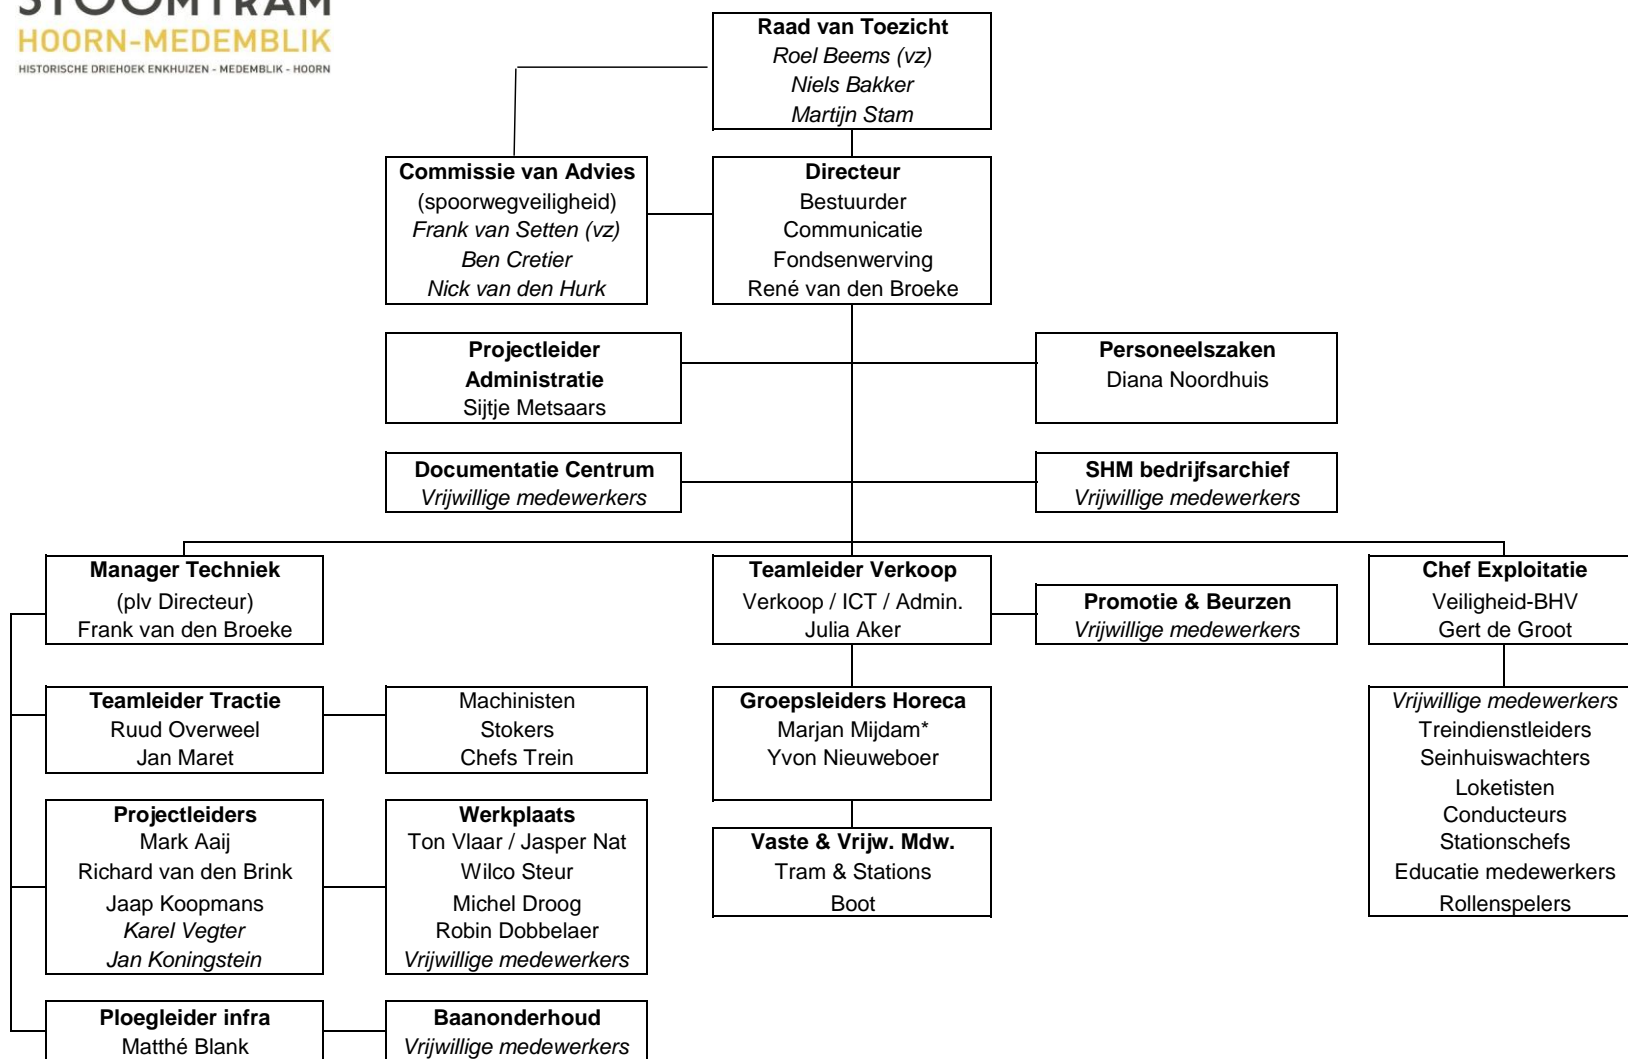 STOOMTRAM
HOORN-MEDEMBLIK
HISTORISCHE DRIEHOEK ENKHUIZEN - MEDEMBLIK - HOORN
Raad van Toezicht
Roel Beems (vz)
Niels Bakker
Martijn Stam
Commissie van Advies
(spoorwegveiligheid)
Frank van Setten (vz)
Ben Cretier
Nick van den Hurk
Directeur
Bestuurder
Communicatie
Fondsenwerving
René van den Broeke
Projectleider
Administratie
Sijtje Metsaars
Personeelszaken
Diana Noordhuis
Documentatie Centrum
Vrijwillige medewerkers
SHM bedrijfsarchief
Vrijwillige medewerkers
Manager Techniek
(plv Directeur)
Frank van den Broeke
Teamleider Verkoop
Verkoop / ICT / Admin.
Julia Aker
Promotie & Beurzen
Vrijwillige medewerkers
Chef Exploitatie
Veiligheid-BHV
Gert de Groot
Teamleider Tractie
Ruud Overweel
Jan Maret
Machinisten
Stokers
Chefs Trein
Groepsleiders Horeca
Marjan Mijdam*
Yvon Nieuweboer
Vrijwillige medewerkers
Treindienstleiders
Seinhuiswachters
Loketisten
Conducteurs
Stationschefs
Educatie medewerkers
Rollenspelers
Projectleiders
Mark Aaij
Richard van den Brink
Jaap Koopmans
Karel Vegter
Jan Koningstein
Werkplaats
Ton Vlaar / Jasper Nat
Wilco Steur
Michel Droog
Robin Dobbelaer
Vrijwillige medewerkers
Vaste & Vrijw. Mdw.
Tram & Stations
Boot
Ploegleider infra
Matthé Blank
Baanonderhoud
Vrijwillige medewerkers